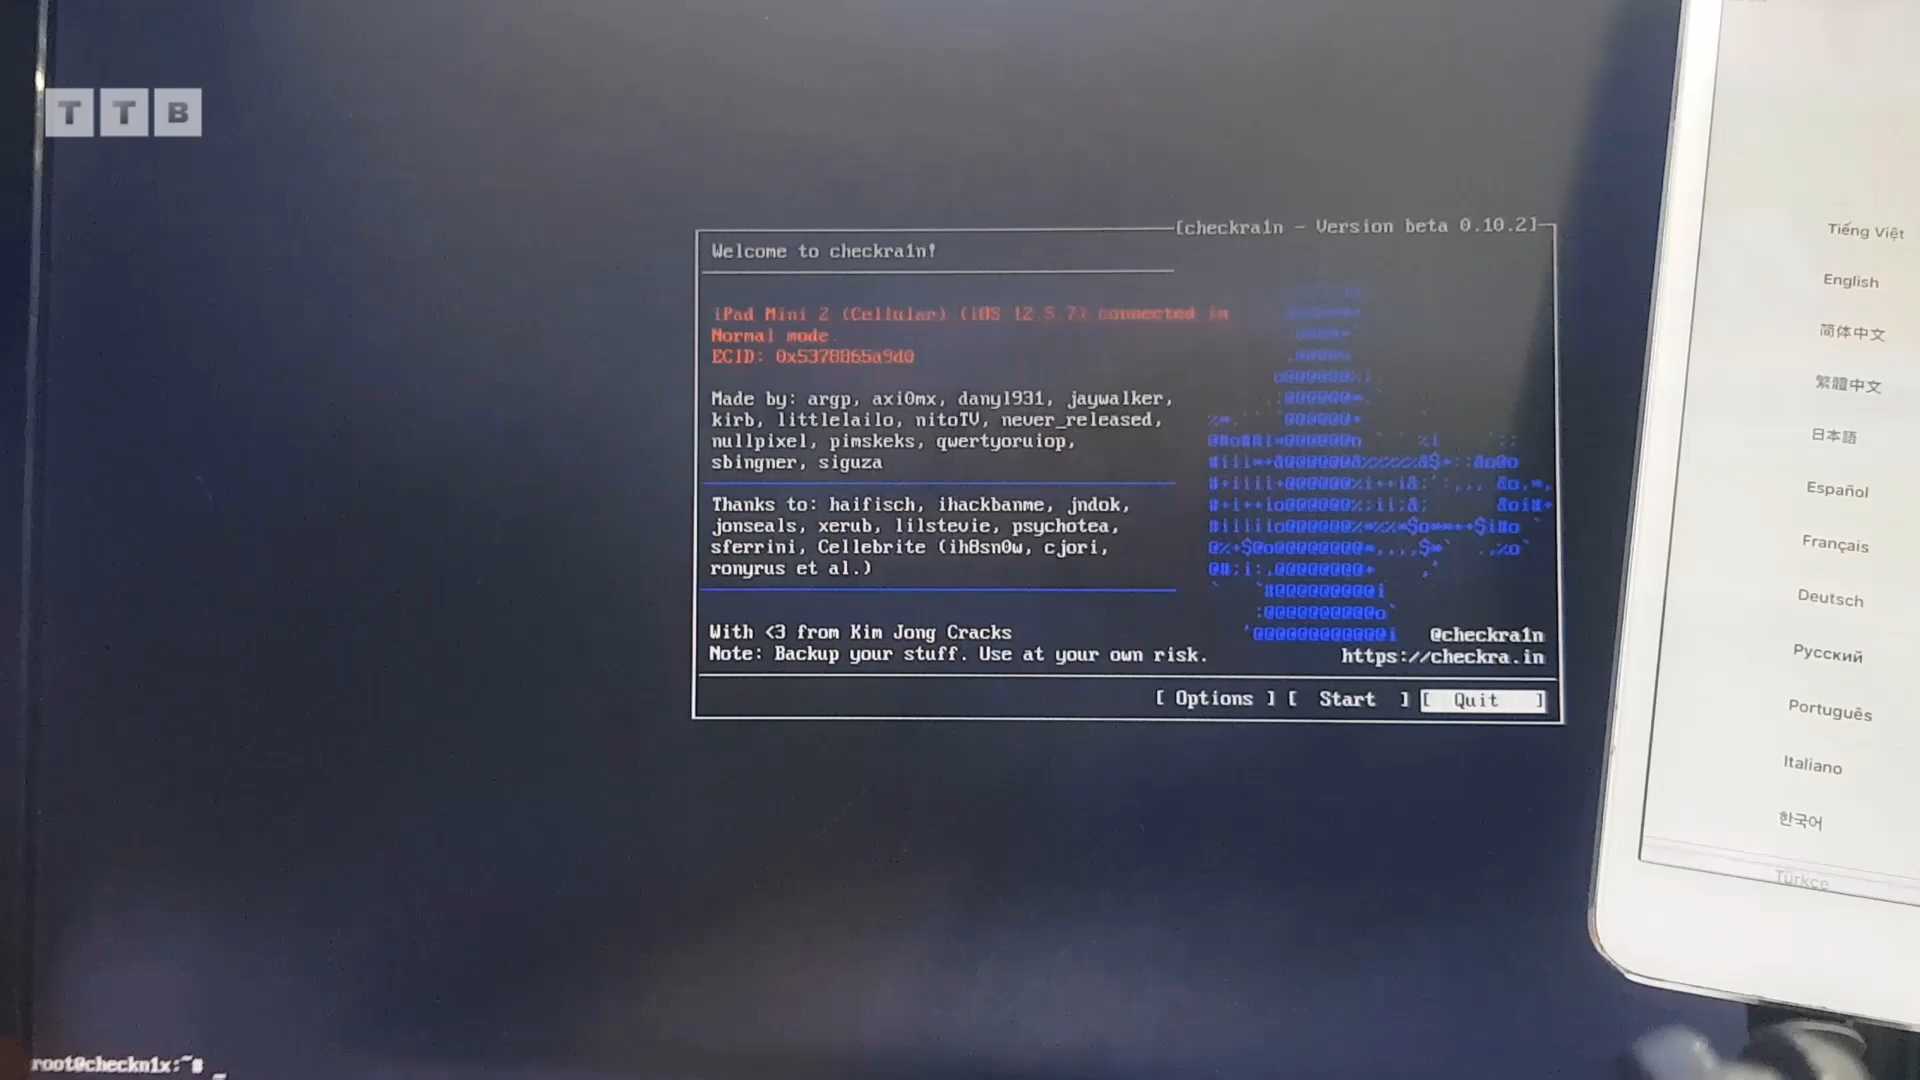 T T B
[checkra1n - Version beta 0.10.2]
Welcome to checkra1n!
iPad Mini 2 (Cellular) (iOS 12.5.7) connected in
Normal mode
ECID: 0x5378865a9d0
Made by: argp, axi0mx, danyl931, jaywalker,
kirb, littlelailo, nitoTV, never_released,
nullpixel, pimskeks, qwertyoruiop,
sbingner, siguza
Thanks to: haifisch, ihackbanme, jndok,
jonseals, xerub, lilstevie, psychotea,
sferrini, Cellebrite (ih8sn0w, cjori,
ronyrus et al.)
With <3 from Kim Jong Cracks
Note: Backup your stuff. Use at your own risk.
@checkra1n
https://checkra.in
[ Options ] [ Start ] [ Quit ]
root@checkn1x:~#
Tiếng Việt
English
简体中文
繁體中文
日本語
Español
Français
Deutsch
Русский
Português
Italiano
한국어
Türkçe